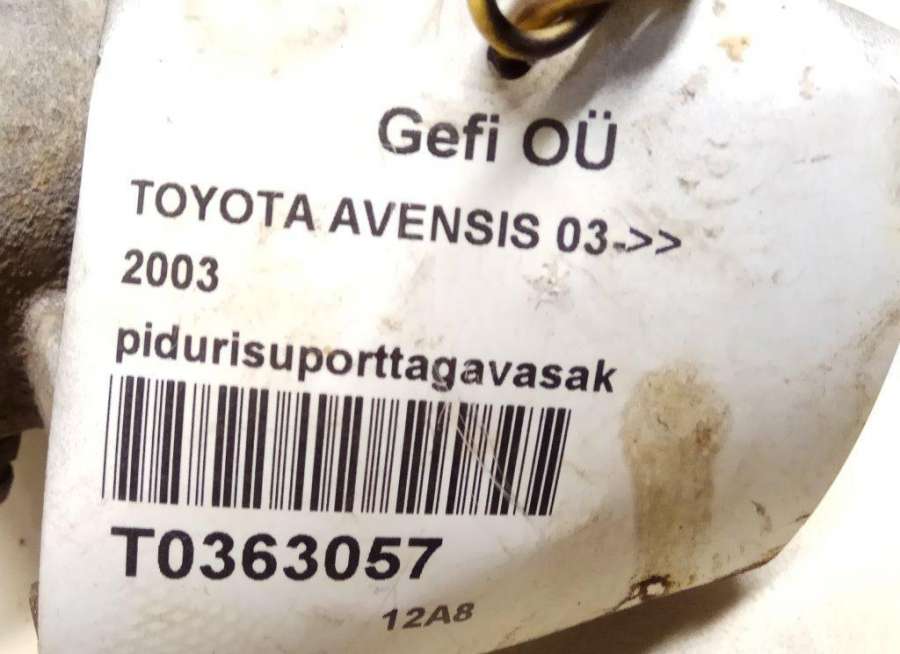 Gefi OÜ
TOYOTA AVENSIS 03->>
2003
pidurisuporttagavasak
T0363057
12A8